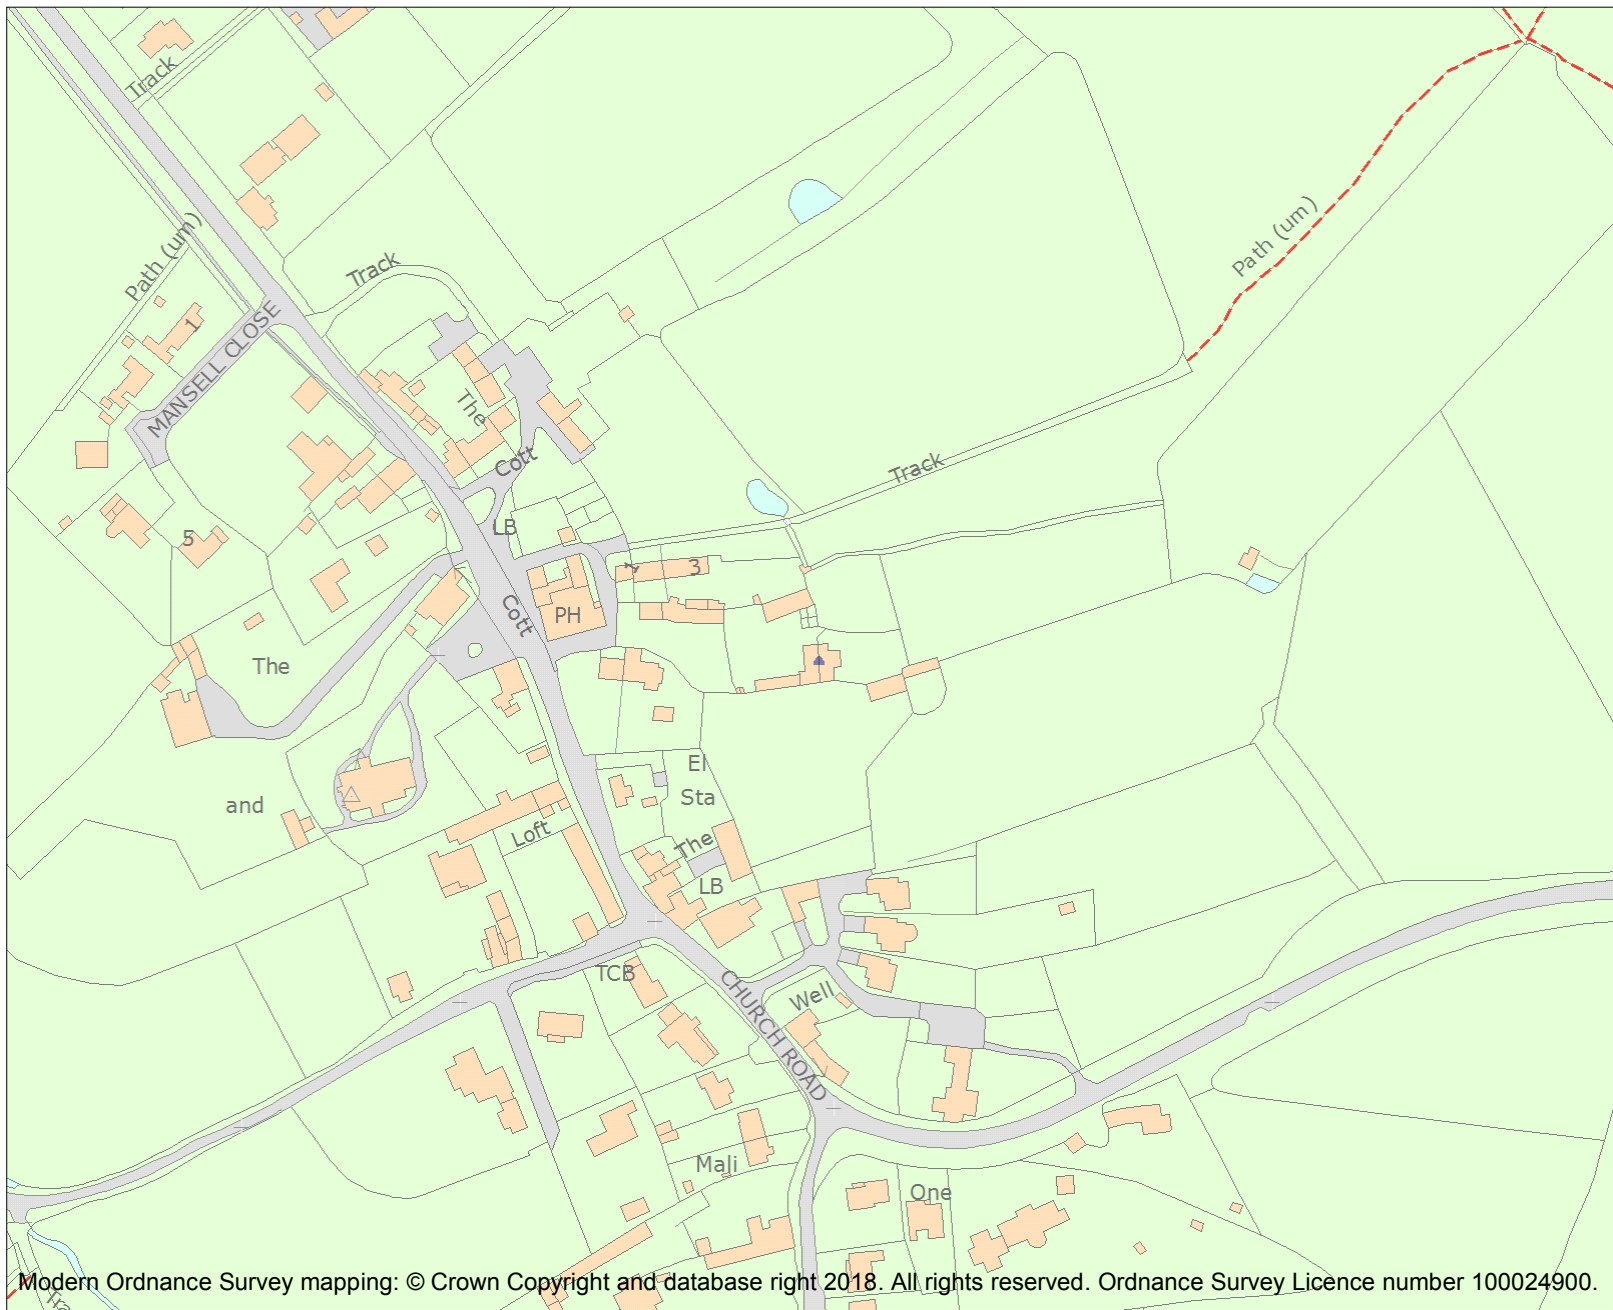 Track
Path (um)
Track
Path (um)
MANSELL CLOSE
1
The
Cott
Track
5
LB
1
3
Cott
PH
The
El
Sta
and
Loft
The
LB
TCB
CHURCH ROAD
Well
Mali
One
Modern Ordnance Survey mapping: © Crown Copyright and database right 2018. All rights reserved. Ordnance Survey Licence number 100024900.
Tra